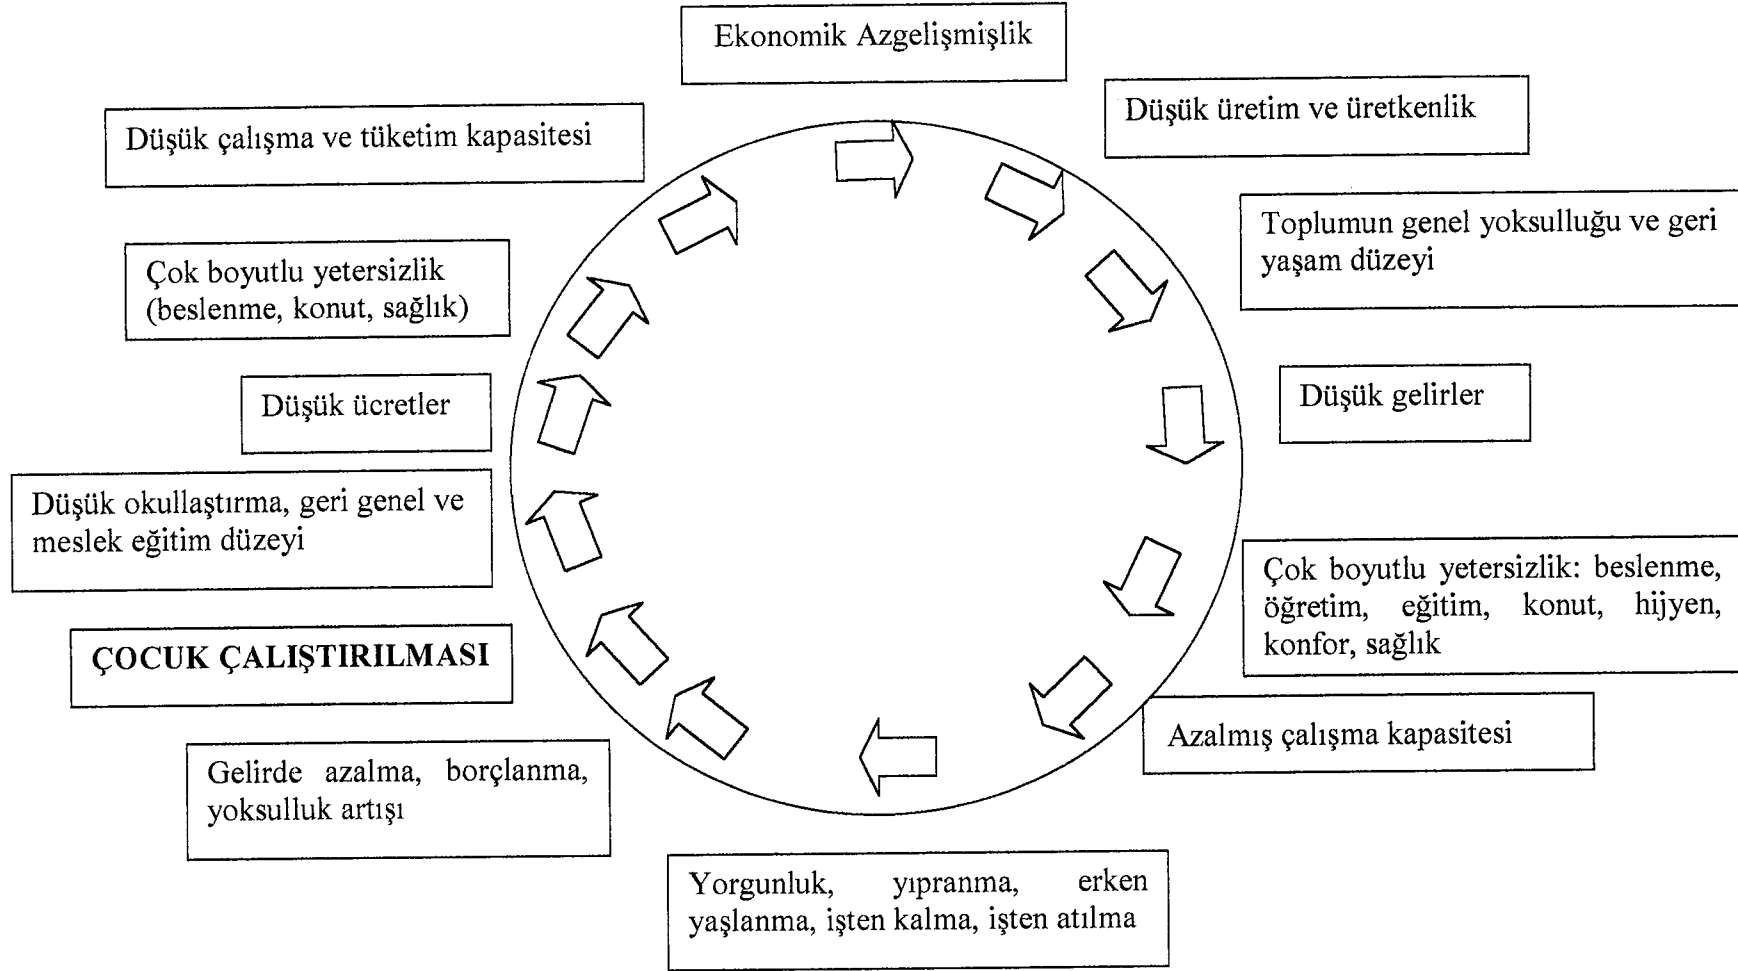 Ekonomik Azgelişmişlik
Düşük üretim ve üretkenlik
Toplumun genel yoksulluğu ve geri
yaşam düzeyi
Düşük gelirler
Çok boyutlu yetersizlik: beslenme,
öğretim, eğitim, konut, hijyen,
konfor, sağlık
Azalmış çalışma kapasitesi
Yorgunluk, yıpranma, erken
yaşlanma, işten kalma, işten atılma
Gelirde azalma, borçlanma,
yoksulluk artışı
ÇOCUK ÇALIŞTIRILMASI
Düşük okullaştırma, geri genel ve
meslek eğitim düzeyi
Düşük ücretler
Çok boyutlu yetersizlik
(beslenme, konut, sağlık)
Düşük çalışma ve tüketim kapasitesi